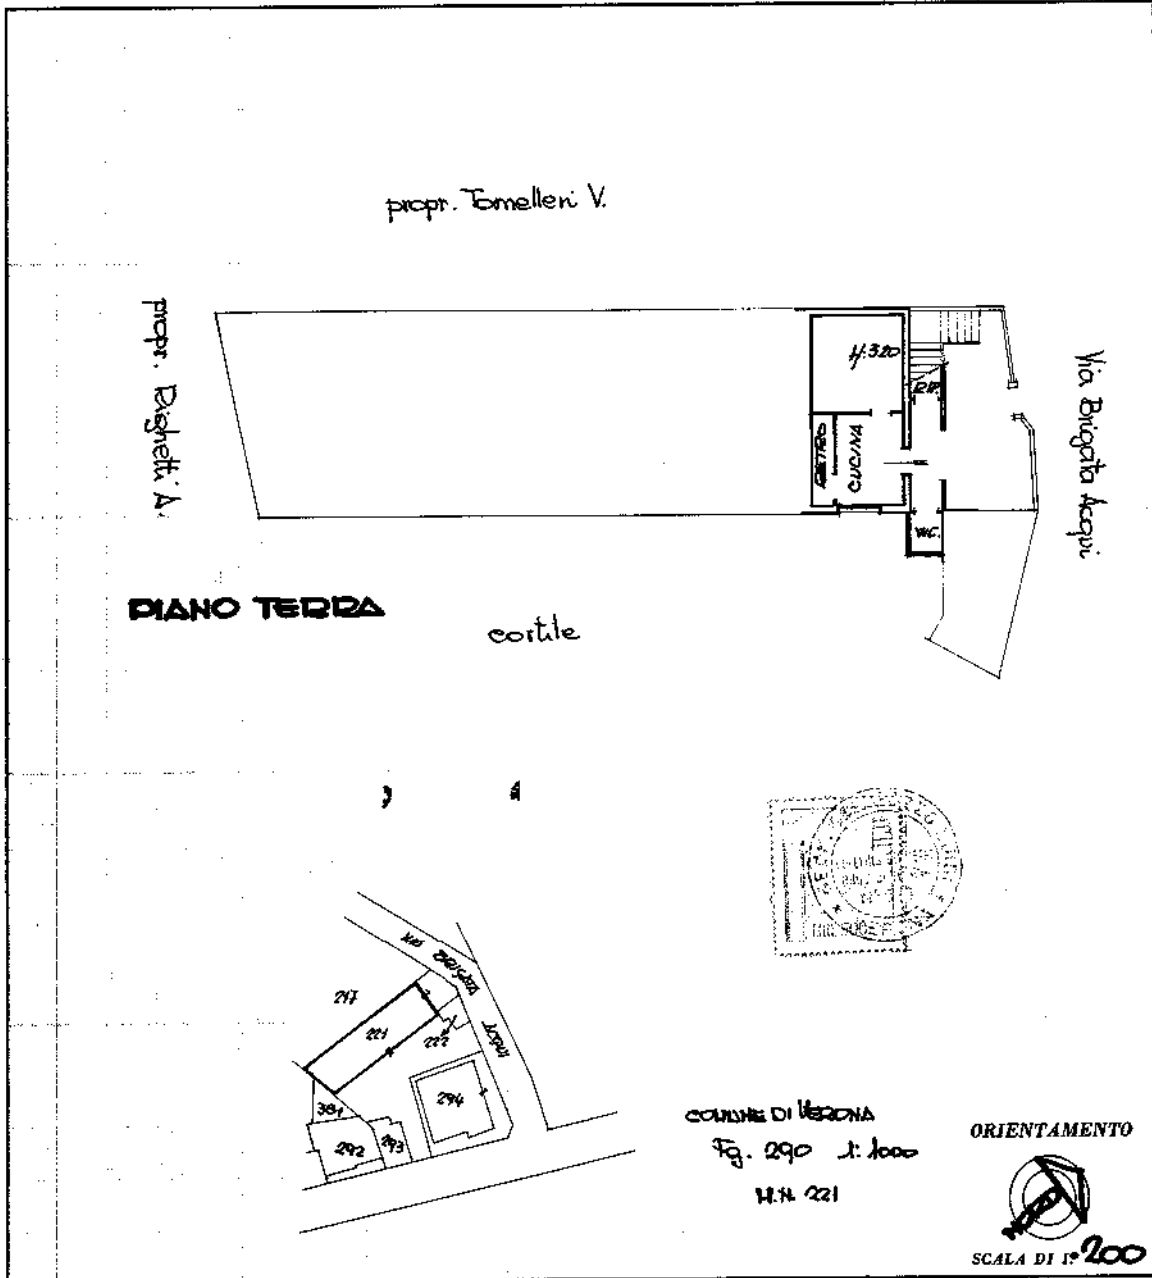 propr. Tomelleri V.
propr. Righetti A.
H:320
RIP.
CUCINA
W.C.
Via Brigata Acqui
PIANO TERRA
cortile
VIA BRIGATA ACQUI
217
221
222
381
294
292
293
COMUNE DI VERONA
Fg. 290 1:1000
M.N. 221
ORIENTAMENTO
SCALA DI 1:200